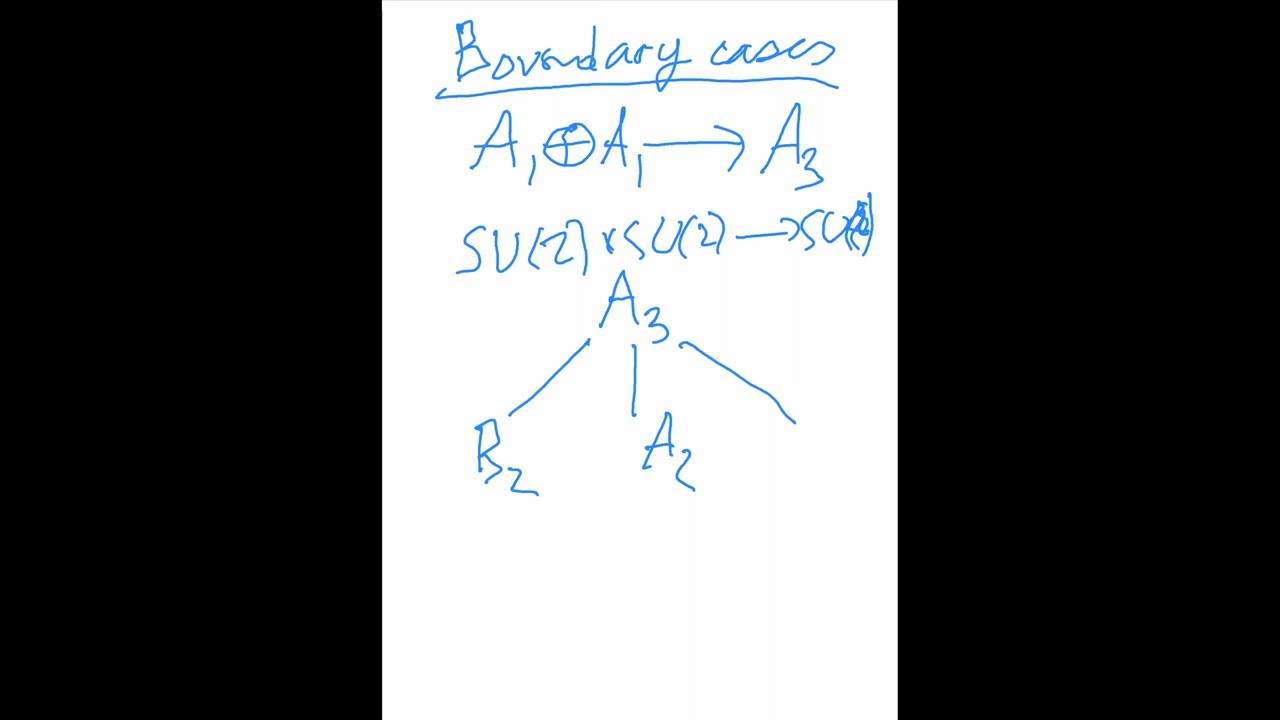 Boundary cases
A₁ ⊕ A₁ → A₃
SU(2) × SU(2) → SU(4)
A₃
B₂ A₂